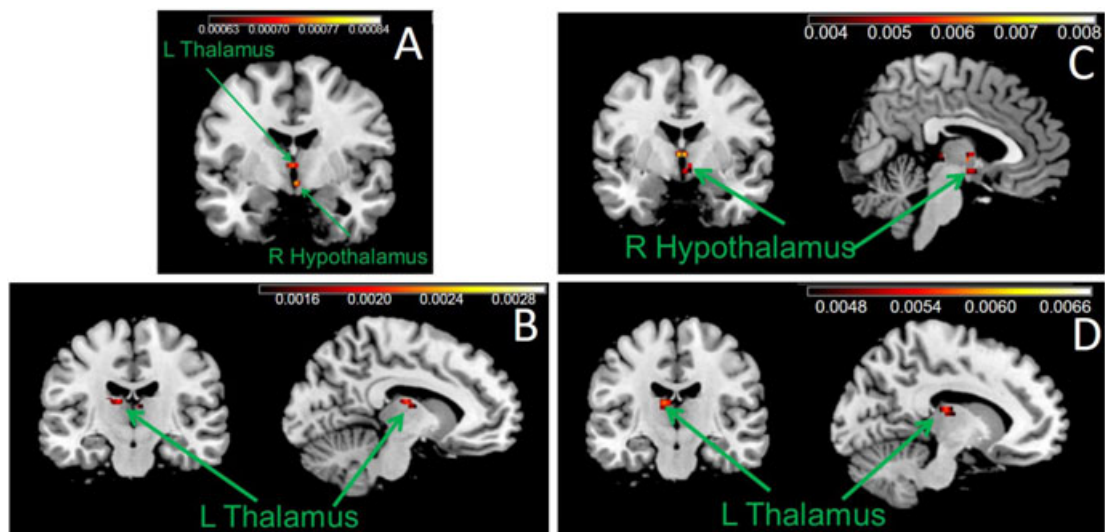 0.00063 0.00070 0.00077 0.00084
A
L Thalamus
R Hypothalamus
0.004 0.005 0.006 0.007 0.008
C
R Hypothalamus
0.0016 0.0020 0.0024 0.0028
B
L Thalamus
0.0048 0.0054 0.0060 0.0066
D
L Thalamus